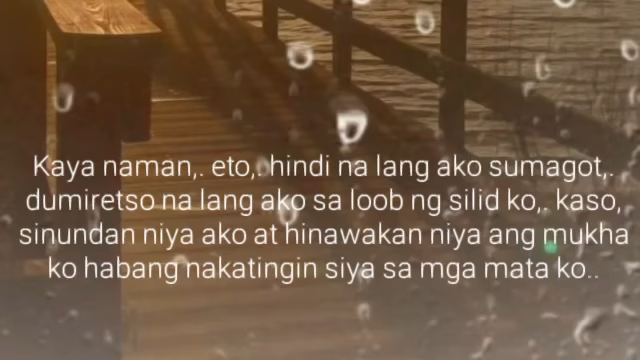 Kaya naman,. eto,. hindi na lang ako sumagot,.
dumiretso na lang ako sa loob ng silid ko,. kaso,
sinundan niya ako at hinawakan niya ang mukha
ko habang nakatingin siya sa mga mata ko..